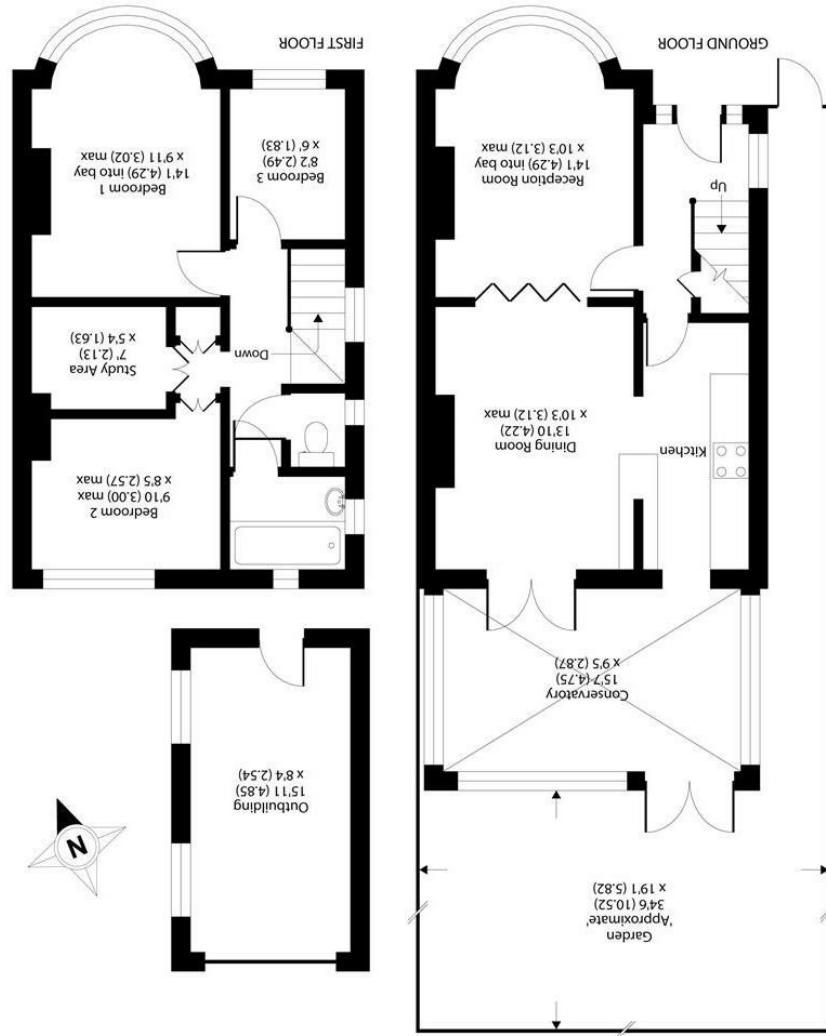 Garden
'Approximate'
34'6 (10.52)
x 19'1 (5.82)
Conservatory
15'7 (4.75)
x 9'5 (2.87)
Kitchen
Dining Room
13'10 (4.22)
x 10'3 (3.12) max
Up
Reception Room
14'1 (4.29) into bay
x 10'3 (3.12) max
GROUND FLOOR
N
Outbuilding
15'11 (4.85)
x 8'4 (2.54)
Bedroom 2
9'10 (3.00) max
x 8'5 (2.57) max
Study Area
7' (2.13)
x 5'4 (1.63)
Down
Bedroom 3
8'2 (2.49)
x 6' (1.83)
Bedroom 1
14'1 (4.29) into bay
x 9'11 (3.02) max
FIRST FLOOR